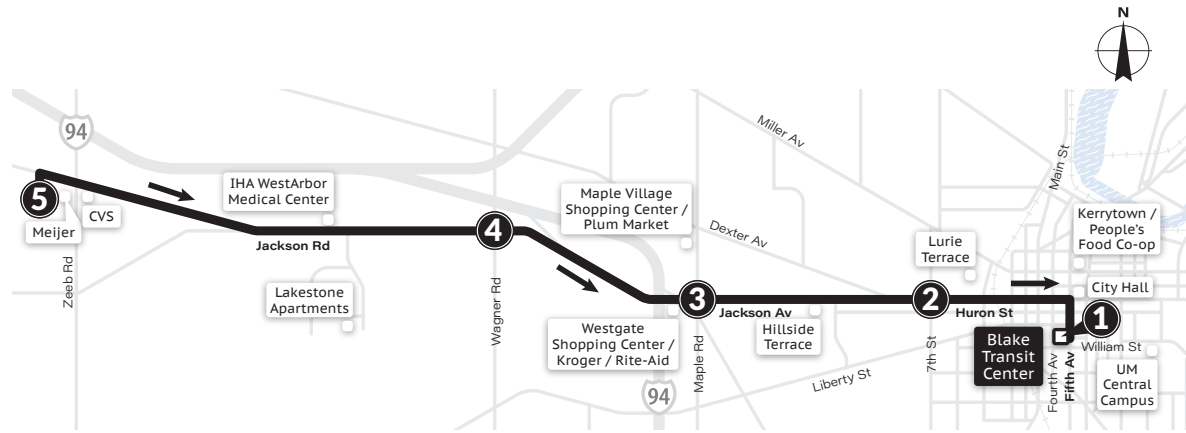 N
94
Miller Av
Main St
IHA WestArbor
Medical Center
Maple Village
Shopping Center /
Plum Market
Kerrytown /
People's
Food Co-op
5
CVS
Meijer
Dexter Av
Lurie
Terrace
4
Jackson Rd
Zeeb Rd
Lakestone
Apartments
Wagner Rd
City Hall
3
Jackson Av
2
Huron St
1
Westgate
Shopping Center /
Kroger / Rite-Aid
Hillside
Terrace
Blake
Transit
Center
William St
Maple Rd
7th St
Fourth Av
Fifth Av
UM
Central
Campus
Liberty St
94